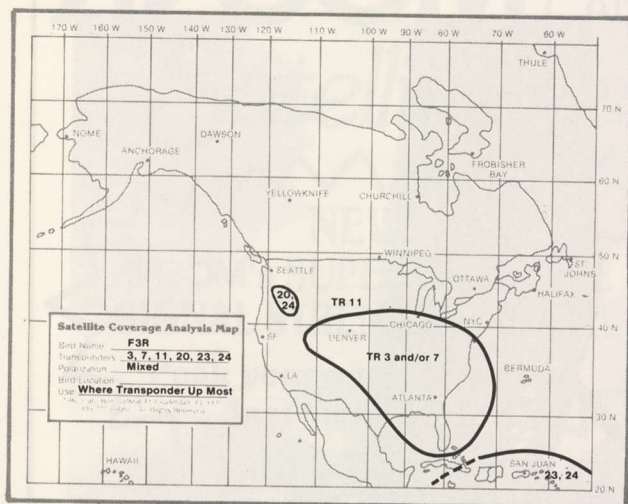 170 W 160 W 150 W 140 W 130 W 120 W 110 W 100 W 90 W 80 W 70 W 60 W
THULE
70 N
NOME
DAWSON
ANCHORAGE
FROBISHER
BAY
60 N
YELLOWKNIFE
CHURCHILL
50 N
WINNIPEG
ST.
JOHNS
SEATTLE
OTTAWA
HALIFAX
20,
24
TR 11
CHICAGO
NYC
40 N
SF
DENVER
TR 3 and/or 7
LA
ATLANTA
BERMUDA
30 N
HAWAII
SAN JUAN
23, 24
20 N
Satellite Coverage Analysis Map
Bird Name F3R
Transponders 3, 7, 11, 20, 23, 24
Polarization Mixed
Bird Location
Use Where Transponder Up Most